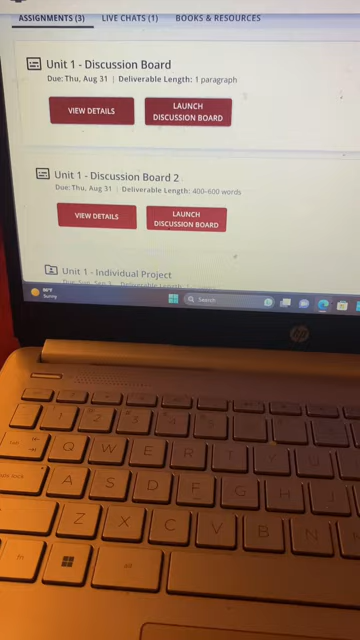 ASSIGNMENTS (3) LIVE CHATS (1) BOOKS & RESOURCES
Unit 1 - Discussion Board
Due: Thu, Aug 31 | Deliverable Length: 1 paragraph
VIEW DETAILS
LAUNCH
DISCUSSION BOARD
Unit 1 - Discussion Board 2
Due: Thu, Aug 31 | Deliverable Length: 400-600 words
VIEW DETAILS
LAUNCH
DISCUSSION BOARD
Unit 1 - Individual Project
Sunny
Search
hp
Q W E R T Y U
A S D F G H J
Z X C V B N
fn
alt